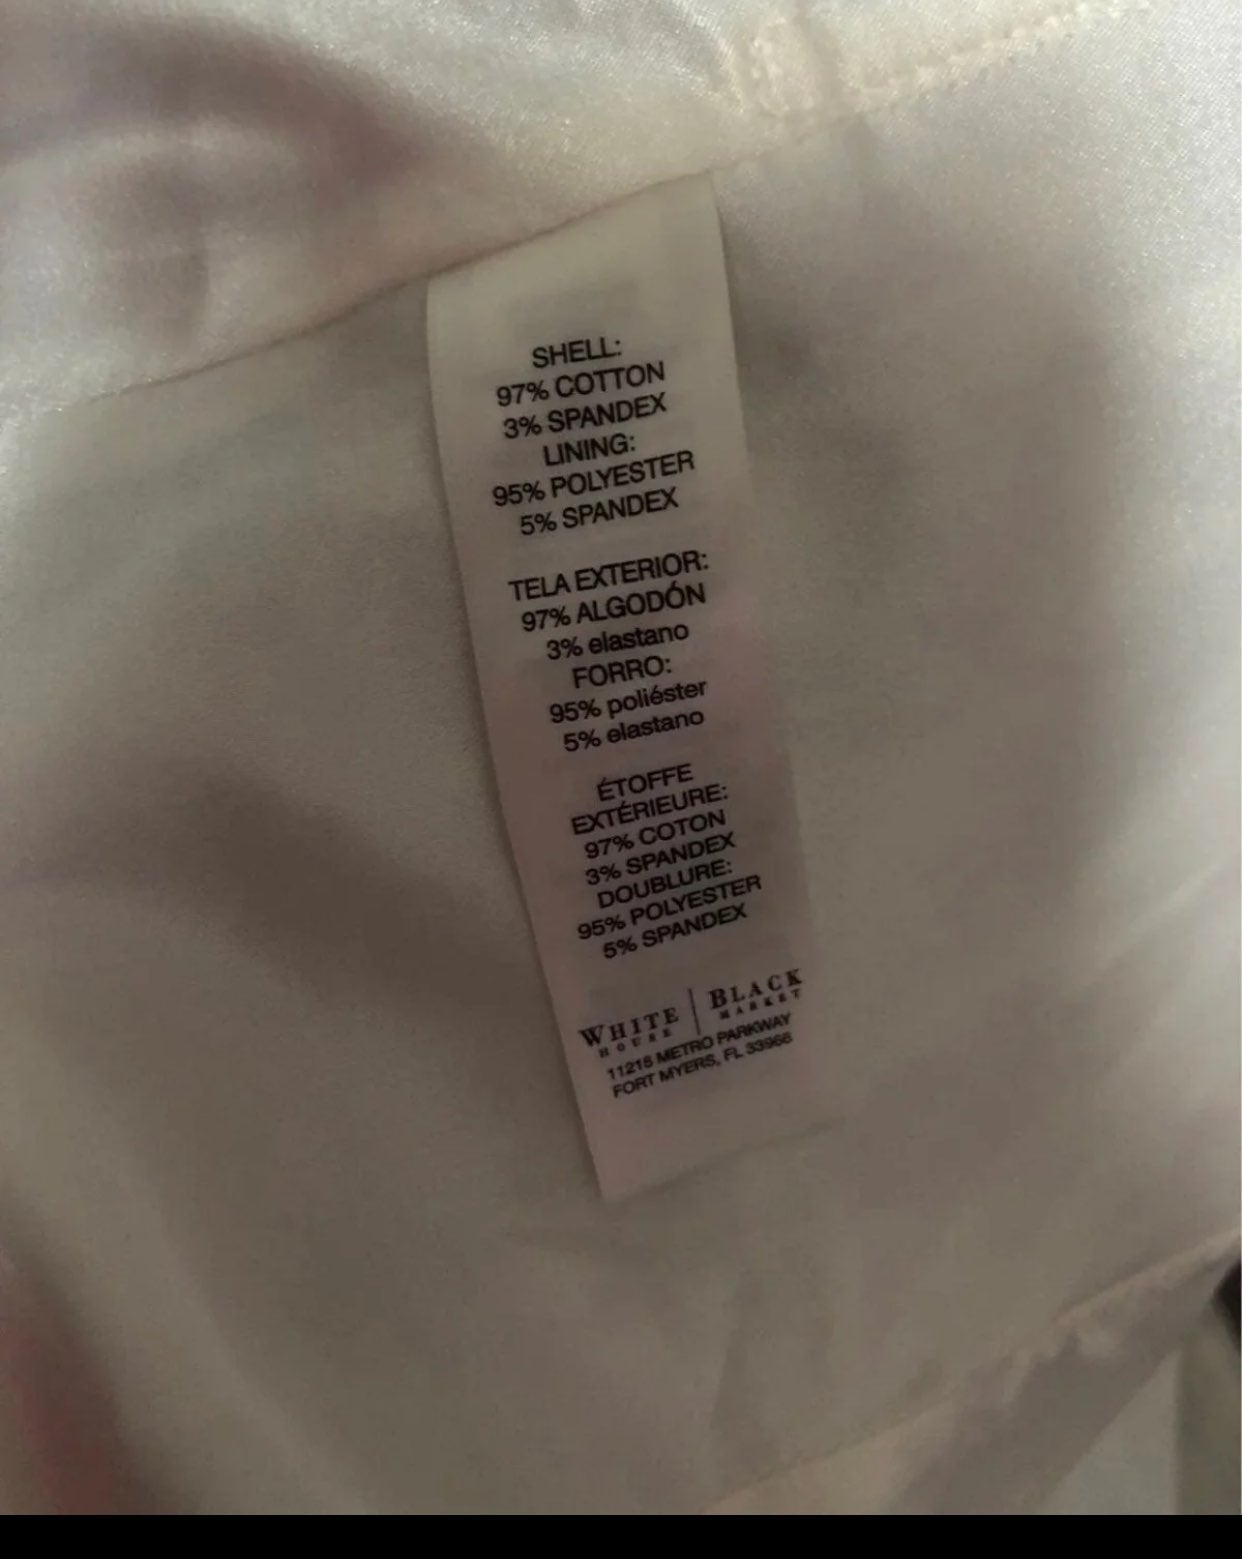 SHELL:
97% COTTON
3% SPANDEX
LINING:
95% POLYESTER
5% SPANDEX
TELA EXTERIOR:
97% ALGODÓN
3% elastano
FORRO:
95% poliéster
5% elastano
ÉTOFFE
EXTÉRIEURE:
97% COTON
3% SPANDEX
DOUBLURE:
95% POLYESTER
5% SPANDEX
WHITE | BLACK
HOUSE MARKET
11215 METRO PARKWAY
FORT MYERS, FL 33966